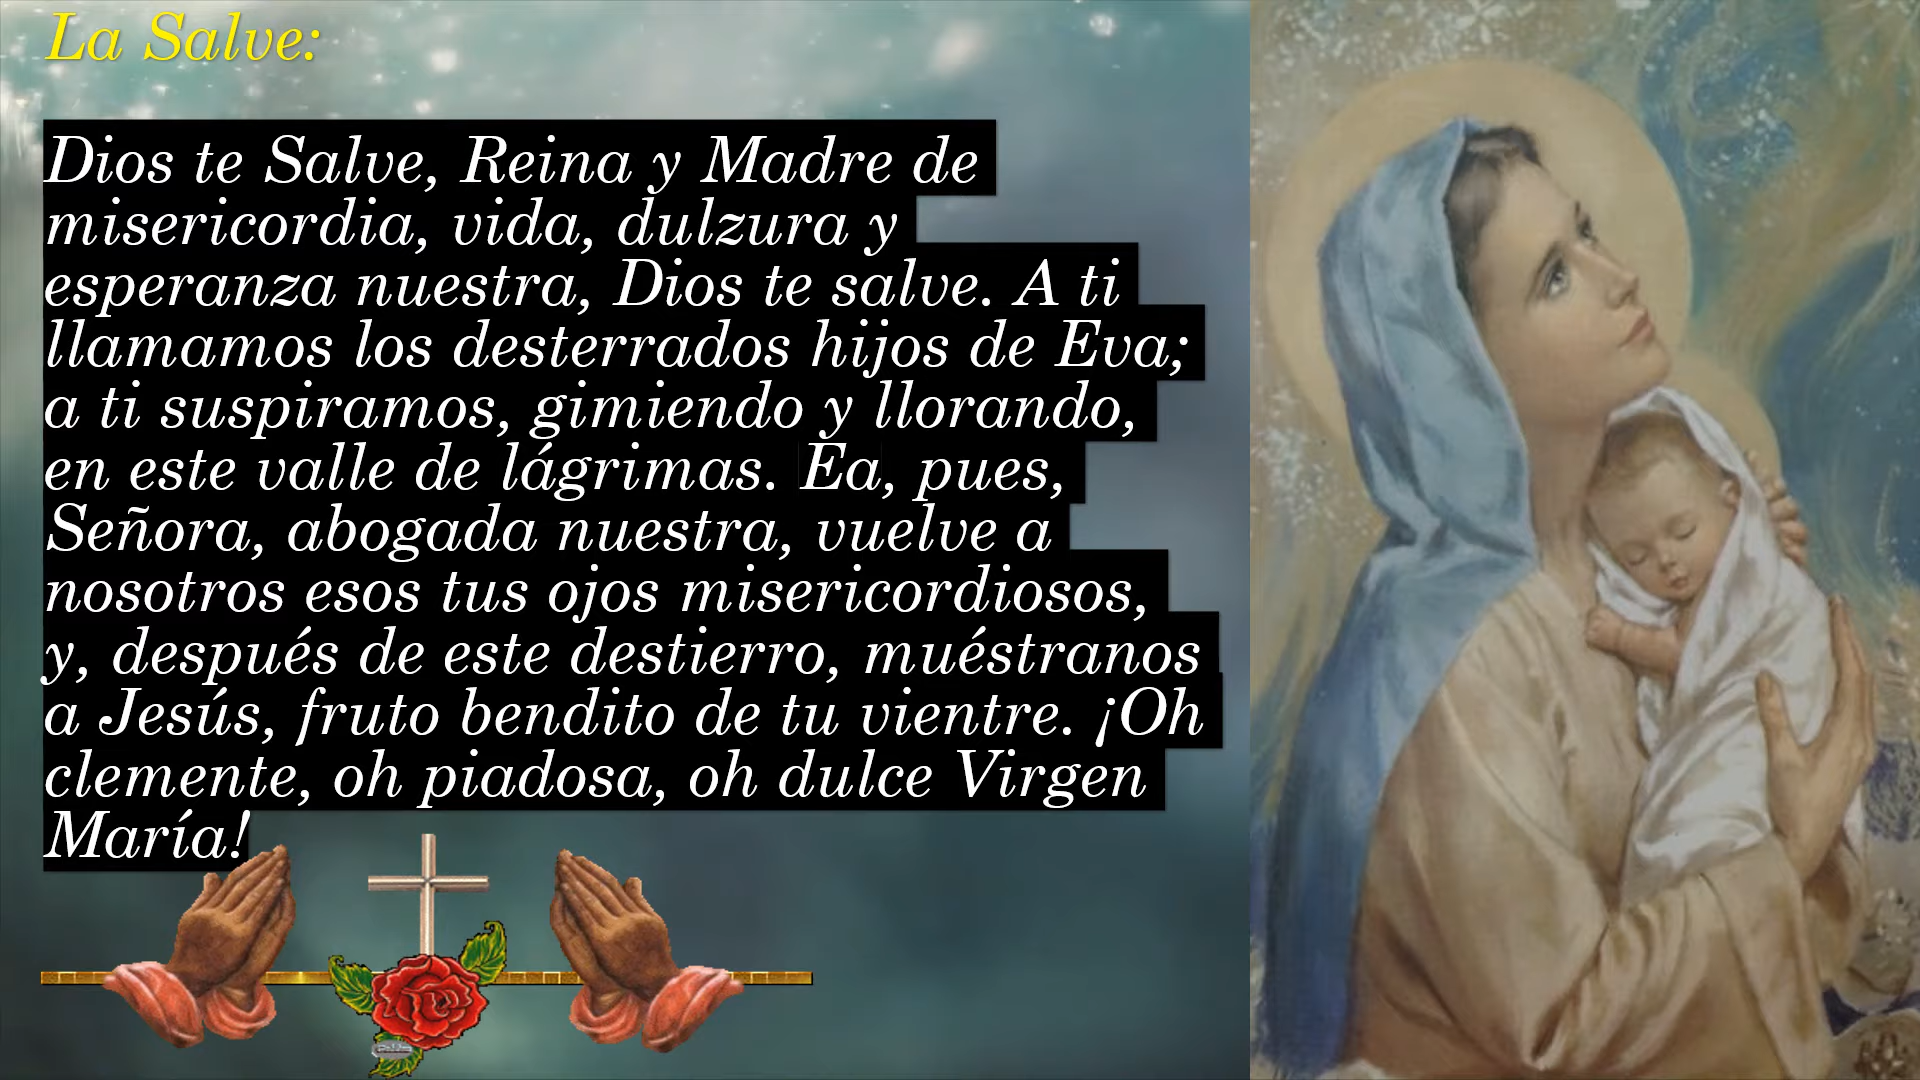 La Salve:
Dios te Salve, Reina y Madre de
misericordia, vida, dulzura y
esperanza nuestra, Dios te salve. A ti
llamamos los desterrados hijos de Eva;
a ti suspiramos, gimiendo y llorando,
en este valle de lágrimas. Ea, pues,
Señora, abogada nuestra, vuelve a
nosotros esos tus ojos misericordiosos,
y, después de este destierro, muéstranos
a Jesús, fruto bendito de tu vientre. ¡Oh
clemente, oh piadosa, oh dulce Virgen
María!